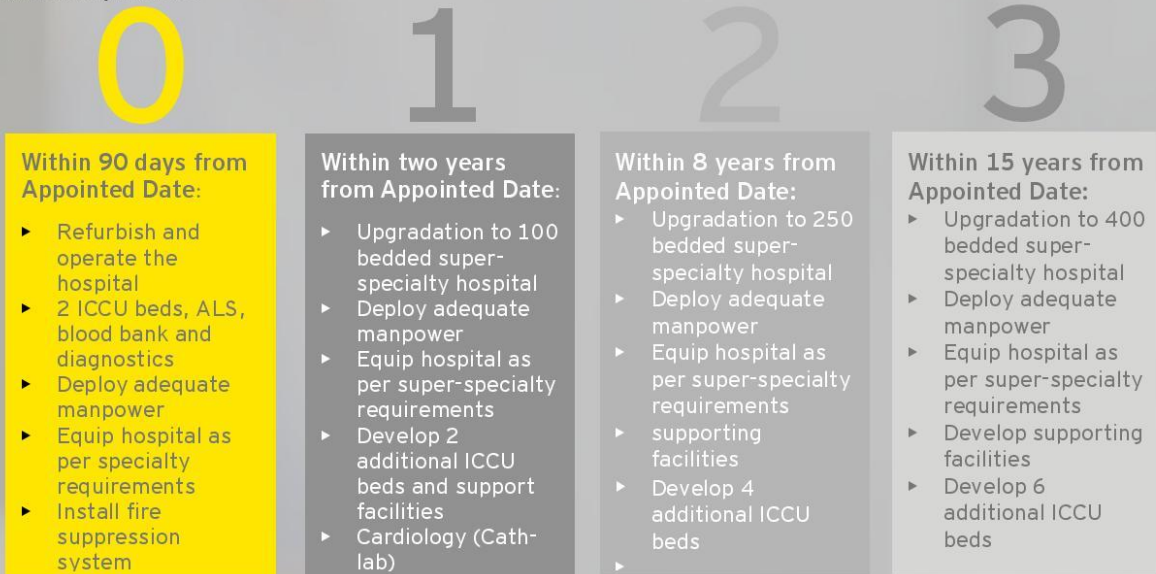 0
1
2
3
Within 90 days from
Appointed Date:
▸ Refurbish and
operate the
hospital
▸ 2 ICCU beds, ALS,
blood bank and
diagnostics
▸ Deploy adequate
manpower
▸ Equip hospital as
per specialty
requirements
▸ Install fire
suppression
system
Within two years
from Appointed Date:
▸ Upgradation to 100
bedded super-
specialty hospital
▸ Deploy adequate
manpower
▸ Equip hospital as
per super-specialty
requirements
▸ Develop 2
additional ICCU
beds and support
facilities
▸ Cardiology (Cath-
lab)
Within 8 years from
Appointed Date:
▸ Upgradation to 250
bedded super-
specialty hospital
▸ Deploy adequate
manpower
▸ Equip hospital as
per super-specialty
requirements
▸ supporting
facilities
▸ Develop 4
additional ICCU
beds
▸
Within 15 years from
Appointed Date:
▸ Upgradation to 400
bedded super-
specialty hospital
▸ Deploy adequate
manpower
▸ Equip hospital as
per super-specialty
requirements
▸ Develop supporting
facilities
▸ Develop 6
additional ICCU
beds